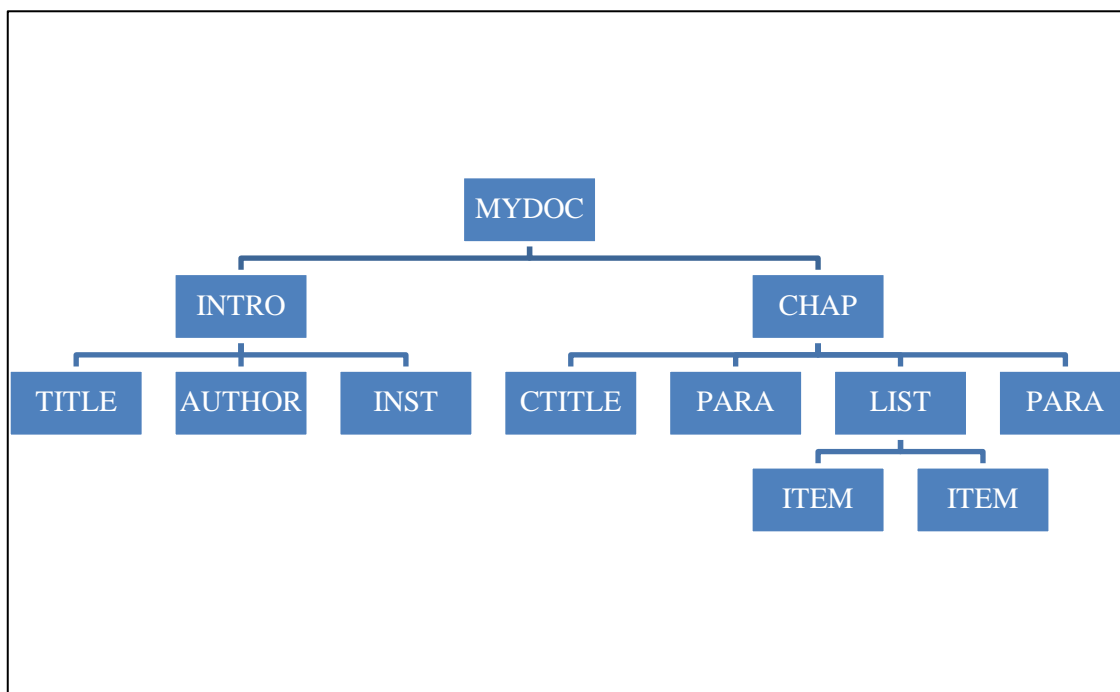 MYDOC
INTRO CHAP
TITLE AUTHOR INST CTITLE PARA LIST PARA
ITEM ITEM